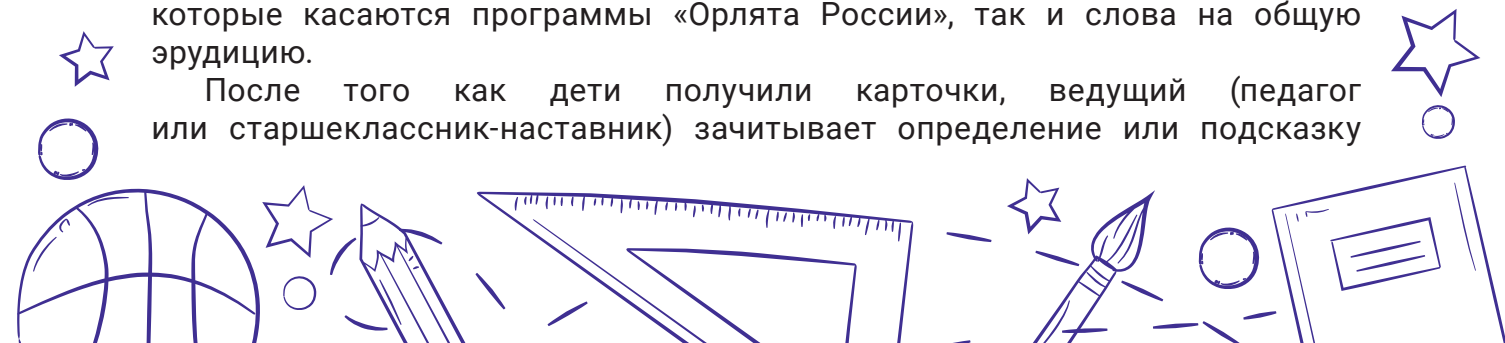 которые касаются программы «Орлята России», так и слова на общую
эрудицию.
После того как дети получили карточки, ведущий (педагог
или старшеклассник-наставник) зачитывает определение или подсказку